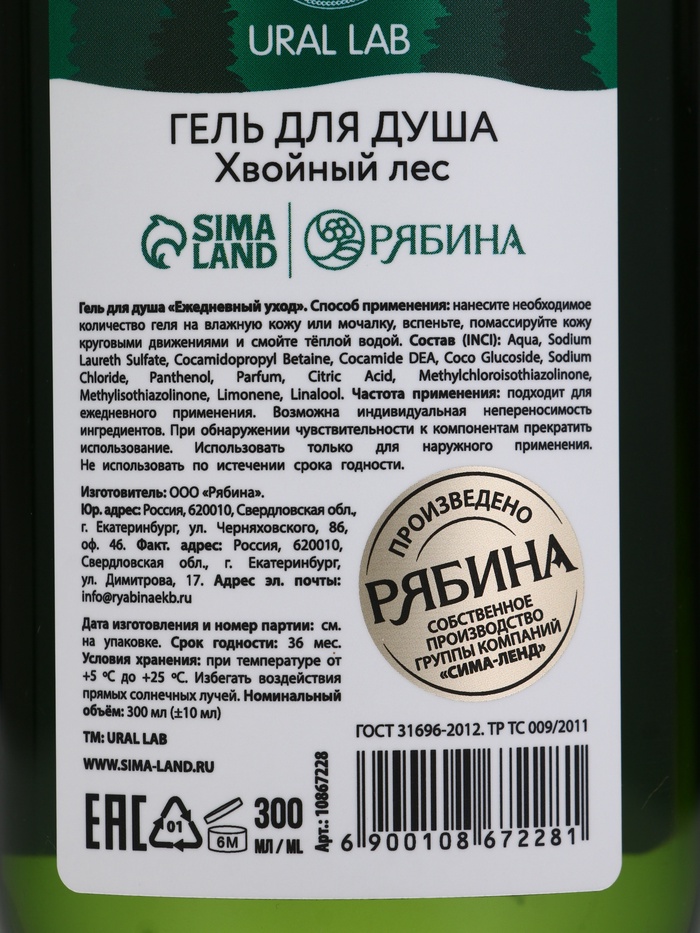 URAL LAB
ГЕЛЬ ДЛЯ ДУША
Хвойный лес
SIMA
LAND
РЯБИНА
Гель для душа «Ежедневный уход». Способ применения: нанесите необходимое
количество геля на влажную кожу или мочалку, вспеньте, помассируйте кожу
круговыми движениями и смойте тёплой водой. Состав (INCI): Aqua, Sodium
Laureth Sulfate, Cocamidopropyl Betaine, Cocamide DEA, Coco Glucoside, Sodium
Chloride, Panthenol, Parfum, Citric Acid, Methylchloroisothiazolinone,
Methylisothiazolinone, Limonene, Linalool. Частота применения: подходит для
ежедневного применения. Возможна индивидуальная непереносимость
ингредиентов. При обнаружении чувствительности к компонентам прекратить
использование. Использовать только для наружного применения.
Не использовать по истечении срока годности.
Изготовитель: ООО «Рябина».
Юр. адрес: Россия, 620010, Свердловская обл.,
г. Екатеринбург, ул. Черняховского, 86,
оф. 46. Факт. адрес: Россия, 620010,
Свердловская обл., г. Екатеринбург,
ул. Димитрова, 17. Адрес эл. почты:
info@ryabinaekb.ru
Дата изготовления и номер партии: см.
на упаковке. Срок годности: 36 мес.
Условия хранения: при температуре от
+5 ºС до +25 ºС. Избегать воздействия
прямых солнечных лучей. Номинальный
объём: 300 мл (±10 мл)
ТМ: URAL LAB
WWW.SIMA-LAND.RU
ПРОИЗВЕДЕНО
РЯБИНА
СОБСТВЕННОЕ
ПРОИЗВОДСТВО
ГРУППЫ КОМПАНИЙ
«СИМА-ЛЕНД»
ГОСТ 31696-2012. ТР ТС 009/2011
EAC
01
6M
300
МЛ / ML
Арт.: 10867228
6 900108 672281